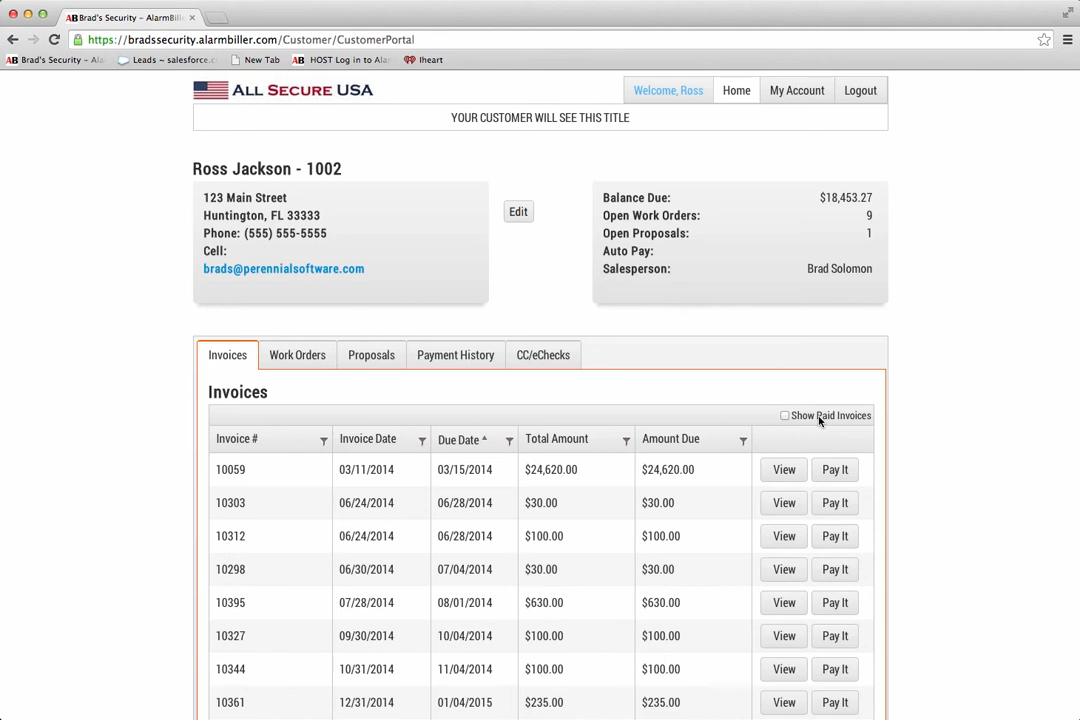 AB Brad's Security – AlarmBill
https://bradssecurity.alarmbiller.com/Customer/CustomerPortal
AB Brad's Security – Ala
Leads ~ salesforce.c
New Tab
AB HOST Log in to Ala
Iheart
ALL SECURE USA
Welcome, Ross
Home
My Account
Logout
YOUR CUSTOMER WILL SEE THIS TITLE
Ross Jackson - 1002
123 Main Street
Huntington, FL 33333
Phone: (555) 555-5555
Cell:
brads@perennialsoftware.com
Edit
Balance Due: $18,453.27
Open Work Orders: 9
Open Proposals: 1
Auto Pay:
Salesperson: Brad Solomon
Invoices Work Orders Proposals Payment History CC/eChecks
Invoices
Show Paid Invoices
Invoice # Invoice Date Due Date Total Amount Amount Due
10059 03/11/2014 03/15/2014 $24,620.00 $24,620.00 View Pay It
10303 06/24/2014 06/28/2014 $30.00 $30.00 View Pay It
10312 06/24/2014 06/28/2014 $100.00 $100.00 View Pay It
10298 06/30/2014 07/04/2014 $30.00 $30.00 View Pay It
10395 07/28/2014 08/01/2014 $630.00 $630.00 View Pay It
10327 09/30/2014 10/04/2014 $100.00 $100.00 View Pay It
10344 10/31/2014 11/04/2014 $100.00 $100.00 View Pay It
10361 12/31/2014 01/04/2015 $235.00 $235.00 View Pay It